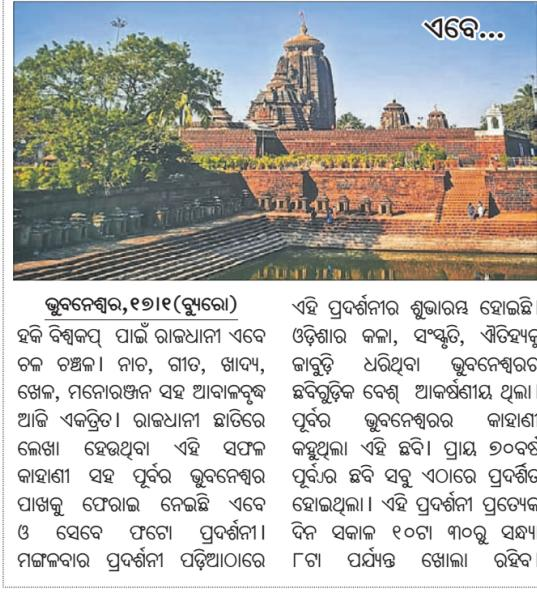 ଏବେ...
ଭୁବନେଶ୍ୱର,୧୭।୧(ବ୍ୟୁରୋ)
ହକି ବିଶ୍ୱକପ୍ ପାଇଁ ରାଜଧାନୀ ଏବେ
ଚଳ ଚଞ୍ଚଳ। ନାଚ, ଗୀତ, ଖାଦ୍ୟ,
ଖେଳ, ମନୋରଞ୍ଜନ ସହ ଆବାଳବୃଦ୍ଧ
ଆଜି ଏକତ୍ରିତ। ରାଜଧାନୀ ଛାତିରେ
ଲେଖା ହେଉଥିବା ଏହି ସଫଳ
କାହାଣୀ ସହ ପୂର୍ବର ଭୁବନେଶ୍ୱର
ପାଖକୁ ଫେରାଇ ନେଇଛି ଏବେ
ଓ ସେବେ ଫଟୋ ପ୍ରଦର୍ଶନୀ।
ମଙ୍ଗଳବାର ପ୍ରଦର୍ଶନୀ ପଡ଼ିଆଠାରେ
ଏହି ପ୍ରଦର୍ଶନୀର ଶୁଭାରମ୍ଭ ହୋଇଛି।
ଓଡ଼ିଶାର କଳା, ସଂସ୍କୃତି, ଐତିହ୍ୟକୁ
ଜାବୁଡ଼ି ଧରିଥିବା ଭୁବନେଶ୍ୱରର
ଛବିଗୁଡ଼ିକ ବେଶ୍ ଆକର୍ଷଣୀୟ ଥିଲା।
ପୂର୍ବର ଭୁବନେଶ୍ୱରର କାହାଣୀ
କହୁଥିଲା ଏହି ଛବି। ପ୍ରାୟ ୭୦ବର୍ଷ
ପୂର୍ବ୍ୟର ଛବି ସବୁ ଏଠାରେ ପ୍ରଦର୍ଶିତ
ହୋଇଥିଲା। ଏହି ପ୍ରଦର୍ଶନୀ ପ୍ରତ୍ୟେକ
ଦିନ ସକାଳ ୧୦ଟା ୩୦ରୁ ସନ୍ଧ୍ୟା
୮ଟା ପର୍ଯ୍ୟନ୍ତ ଖୋଲା ରହିବ।